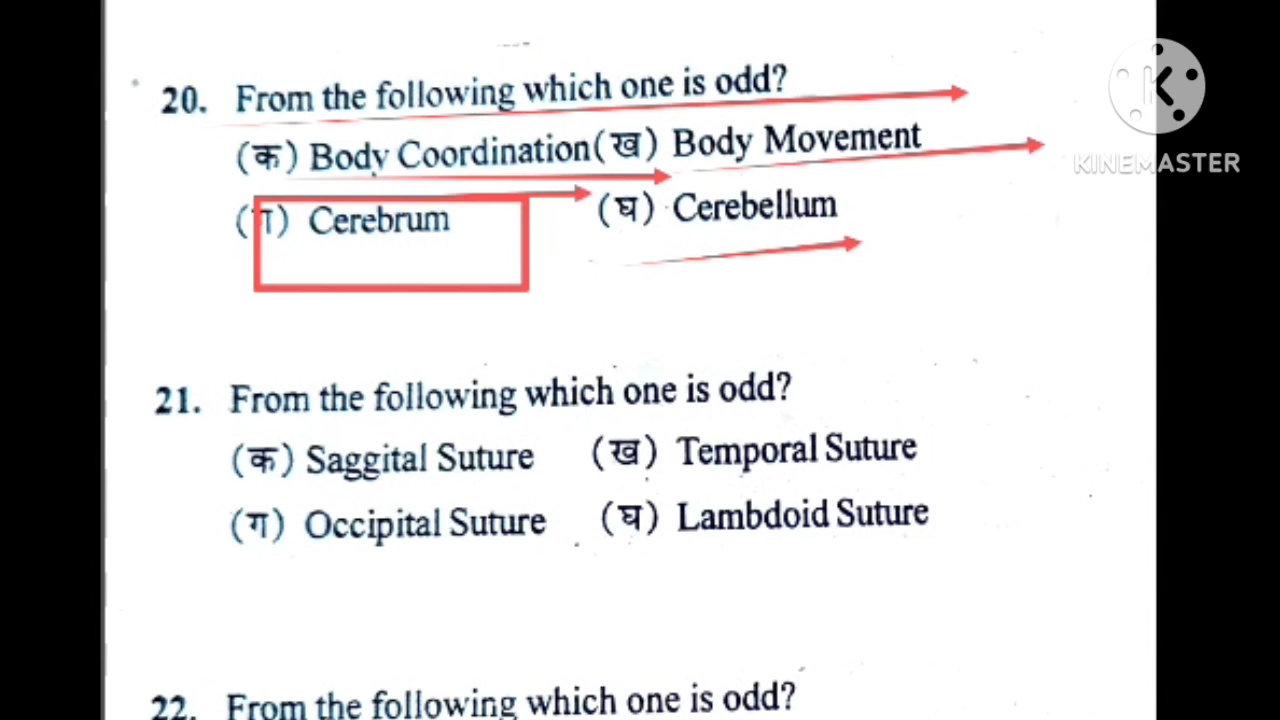 20. From the following which one is odd?
(क) Body Coordination (ख) Body Movement
(ग) Cerebrum (घ) Cerebellum
KINEMASTER
21. From the following which one is odd?
(क) Saggital Suture (ख) Temporal Suture
(ग) Occipital Suture (घ) Lambdoid Suture
22. From the following which one is odd?